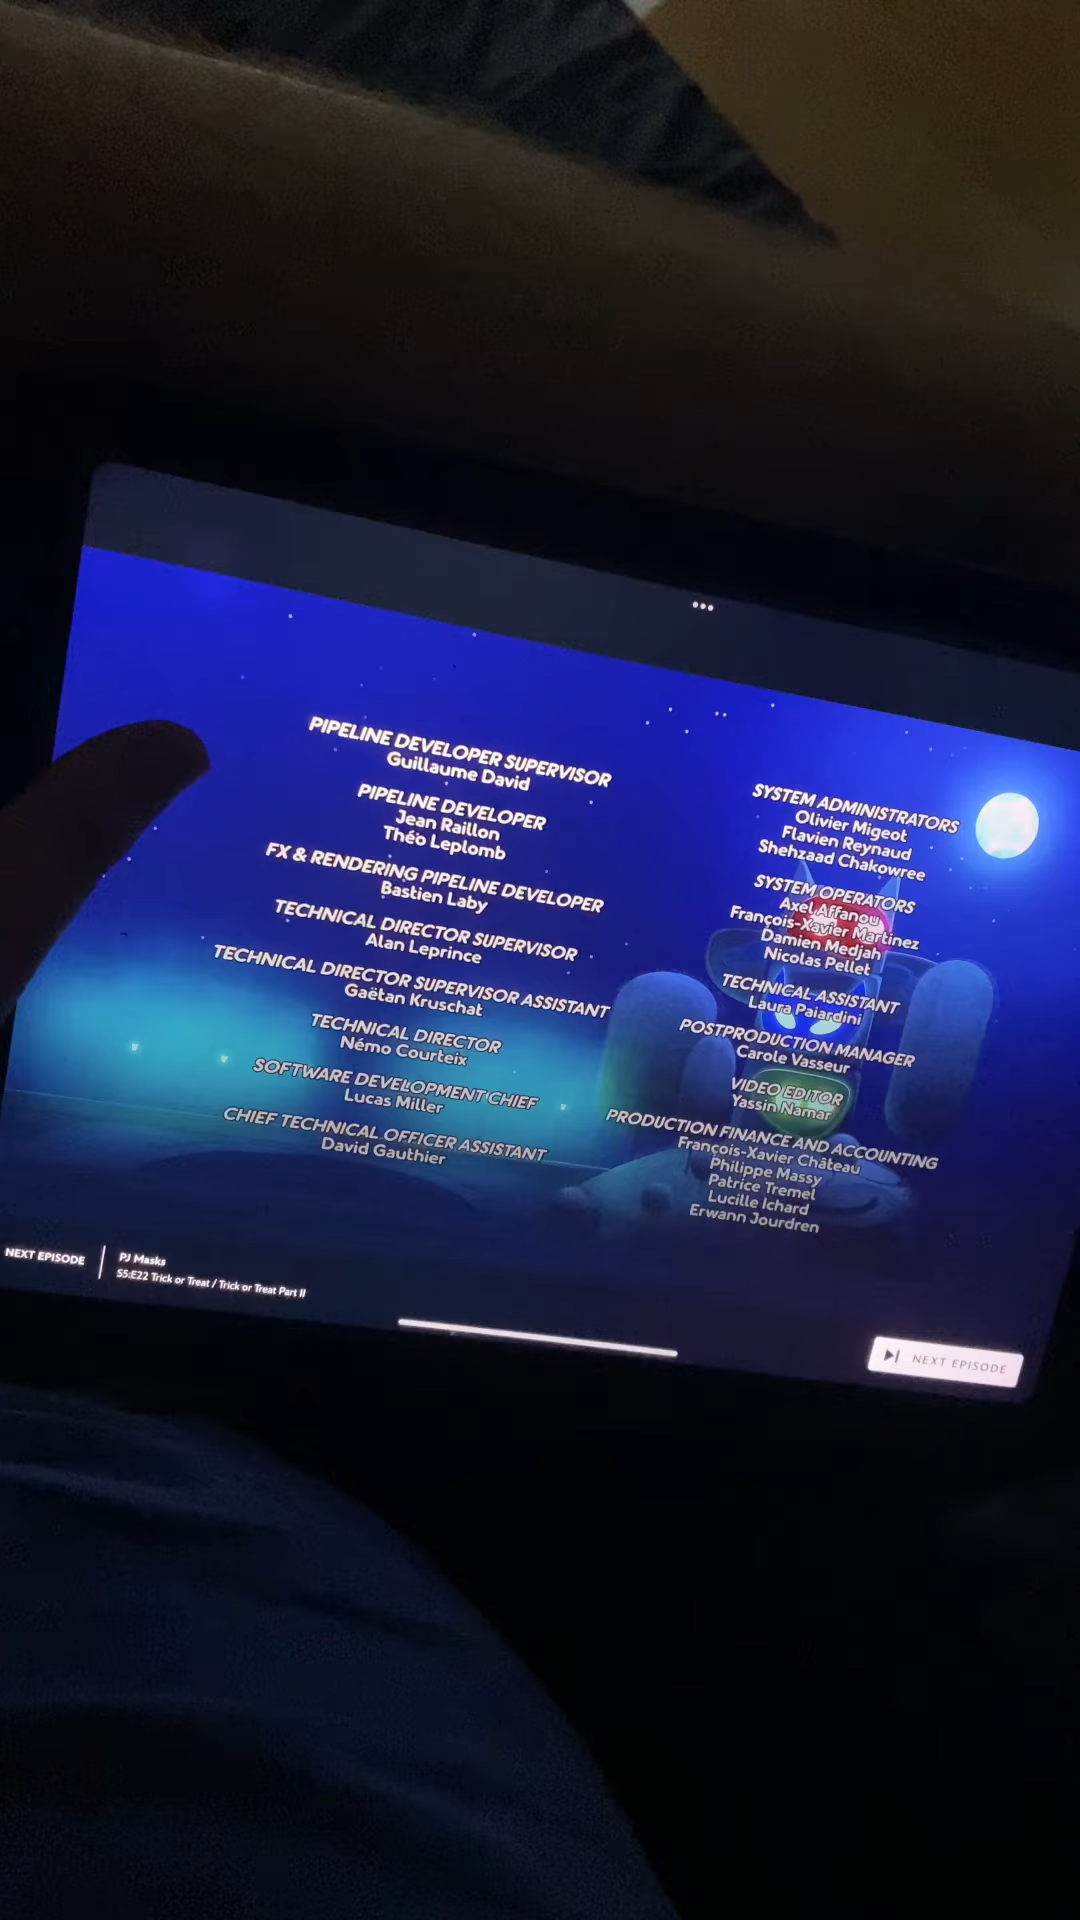 PIPELINE DEVELOPER SUPERVISOR
Guillaume David
PIPELINE DEVELOPER
Jean Raillon
Théo Leplomb
FX & RENDERING PIPELINE DEVELOPER
Bastien Laby
TECHNICAL DIRECTOR SUPERVISOR
Alan Leprince
TECHNICAL DIRECTOR SUPERVISOR ASSISTANT
Gaëtan Kruschat
TECHNICAL DIRECTOR
Némo Courteix
SOFTWARE DEVELOPMENT CHIEF
Lucas Miller
CHIEF TECHNICAL OFFICER ASSISTANT
David Gauthier
SYSTEM ADMINISTRATORS
Olivier Migeot
Flavien Reynaud
Shehzaad Chakowree
SYSTEM OPERATORS
Axel Affanou
François-Xavier Martinez
Damien Medjah
Nicolas Pellet
TECHNICAL ASSISTANT
Laura Paiardini
POSTPRODUCTION MANAGER
Carole Vasseur
VIDEO EDITOR
Yassin Namar
PRODUCTION FINANCE AND ACCOUNTING
François-Xavier Château
Philippe Massy
Patrice Tremel
Lucille Ichard
Erwann Jourdren
NEXT EPISODE
PJ Masks
S5:E22 Trick or Treat / Trick or Treat Part II
NEXT EPISODE